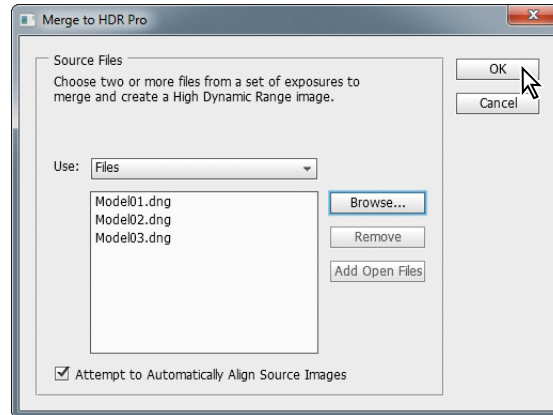 Merge to HDR Pro
Source Files
Choose two or more files from a set of exposures to
merge and create a High Dynamic Range image.
OK
Cancel
Use:
Files
Model01.dng
Model02.dng
Model03.dng
Browse...
Remove
Add Open Files
Attempt to Automatically Align Source Images